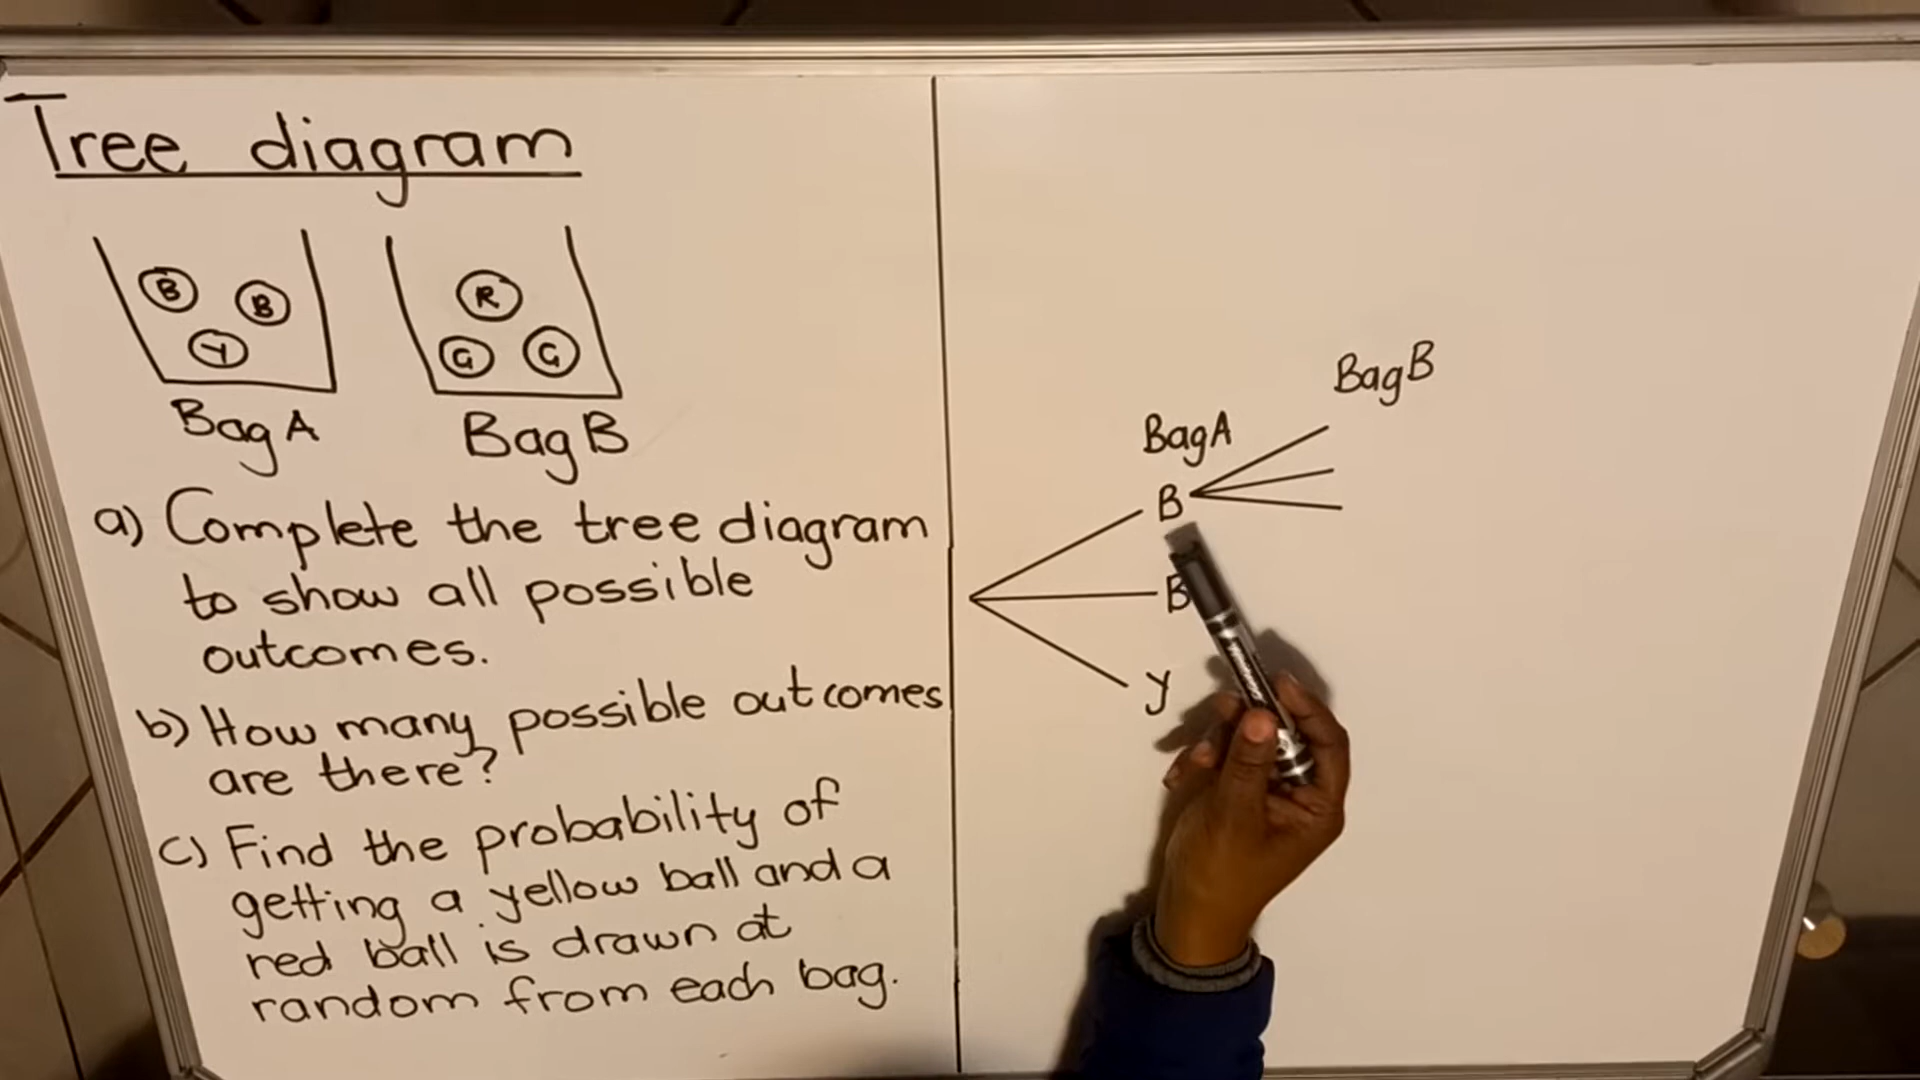 Tree diagram
B B
Y
R
G G
Bag A
Bag B
a) Complete the tree diagram
to show all possible
outcomes.
b) How many possible outcomes
are there?
c) Find the probability of
getting a yellow ball and a
red ball is drawn at
random from each bag.
Bag B
Bag A
B
B
y